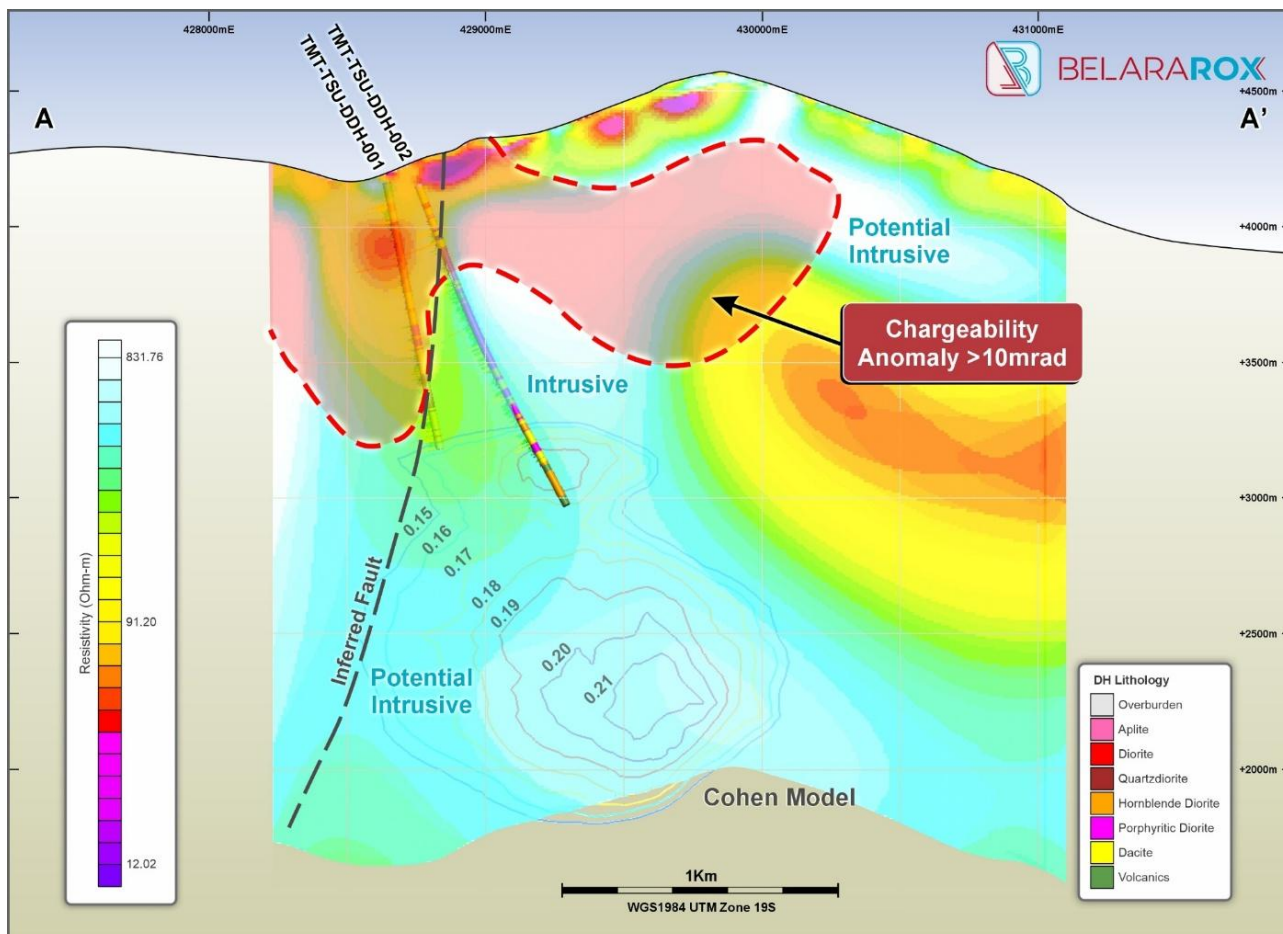 428000mE
429000mE
430000mE
431000mE
TMT-TSU-DDH-002
TMT-TSU-DDH-001
BELARAROX
A
A'
+4500m
+4000m
+3500m
+3000m
+2500m
+2000m
Potential
Intrusive
Chargeability
Anomaly >10mrad
Intrusive
831.76
Resistivity (Ohm-m)
91.20
12.02
0.15
0.16
0.17
0.18
0.19
0.20
0.21
Inferred Fault
Potential
Intrusive
Cohen Model
DH Lithology
Overburden
Aplite
Diorite
Quartzdiorite
Hornblende Diorite
Porphyritic Diorite
Dacite
Volcanics
1Km
WGS1984 UTM Zone 19S